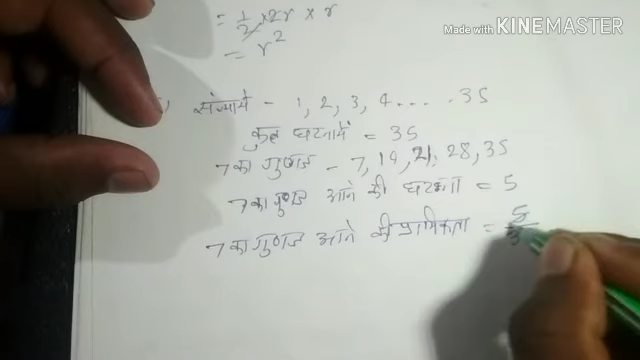 Made with KINEMASTER
= 1/2 × 2r × r
= r²
संख्याये - 1, 2, 3, 4 .... . 35
कुल घटनायें = 35
7 का गुणज - 7, 14, 21, 28, 35
7 का गुणज आने की घटना = 5
7 का गुणज आने की प्रायिकता = 5/3